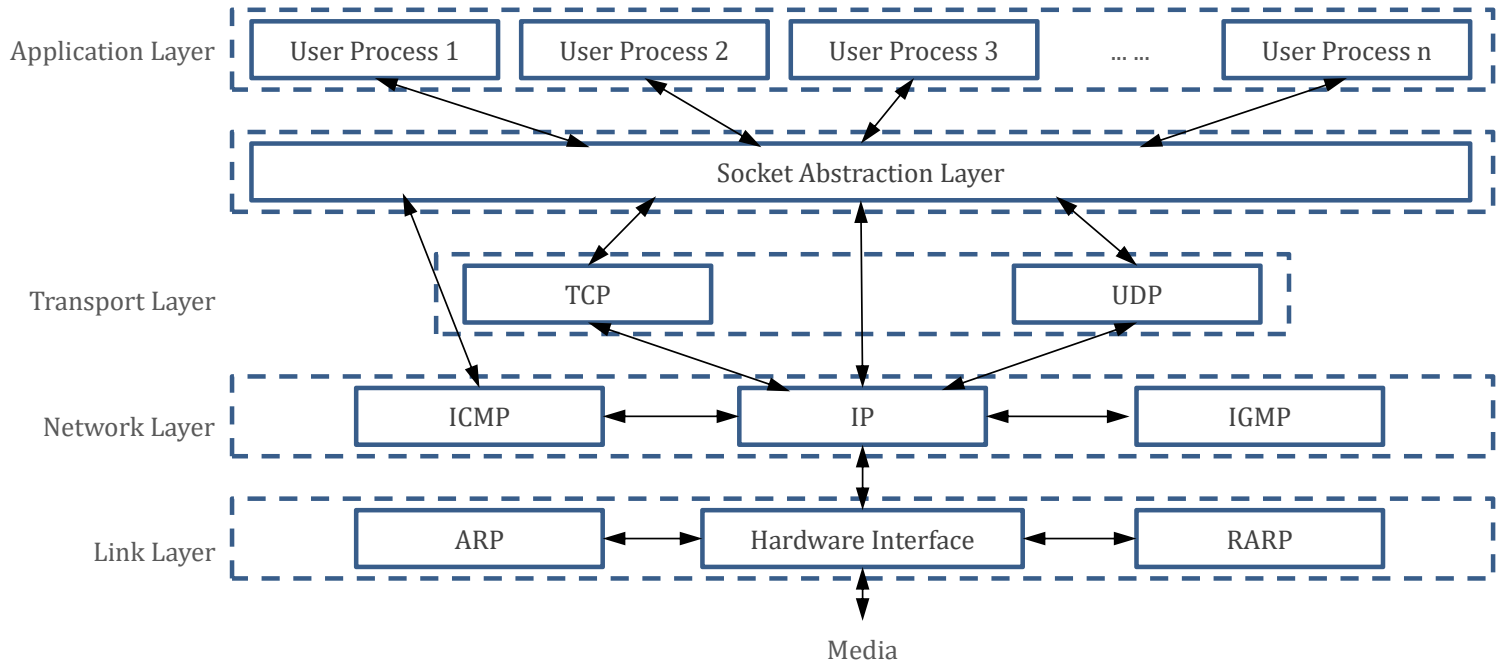 Application Layer
User Process 1
User Process 2
User Process 3
... ...
User Process n
Socket Abstraction Layer
Transport Layer
TCP
UDP
Network Layer
ICMP
IP
IGMP
Link Layer
ARP
Hardware Interface
RARP
Media